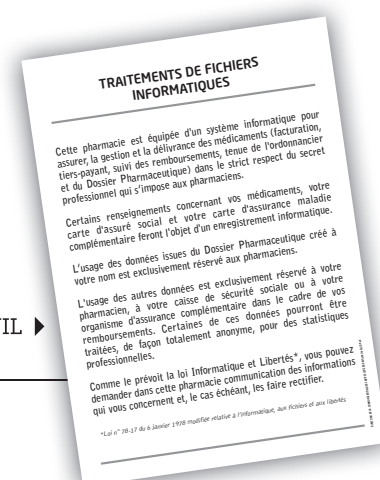 TRAITEMENTS DE FICHIERS
INFORMATIQUES
Cette pharmacie est équipée d'un système informatique pour
assurer, la gestion et la délivrance des médicaments (facturation,
tiers-payant, suivi des remboursements, tenue de l'ordonnancier
et du Dossier Pharmaceutique) dans le strict respect du secret
professionnel qui s'impose aux pharmaciens.
Certains renseignements concernant vos médicaments, votre
carte d'assuré social et votre carte d'assurance maladie
complémentaire feront l'objet d'un enregistrement informatique.
L'usage des données issues du Dossier Pharmaceutique créé à
votre nom est exclusivement réservé aux pharmaciens.
L'usage des autres données est exclusivement réservé à votre
pharmacien, à votre caisse de sécurité sociale ou à votre
organisme d'assurance complémentaire dans le cadre de vos
remboursements. Certaines de ces données pourront être
traitées, de façon totalement anonyme, pour des statistiques
professionnelles.
Comme le prévoit la loi Informatique et Libertés*, vous pouvez
demander dans cette pharmacie communication des informations
qui vous concernent et, le cas échéant, les faire rectifier.
*Loi n° 78-17 du 6 janvier 1978 modifiée relative à l'informatique, aux fichiers et aux libertés